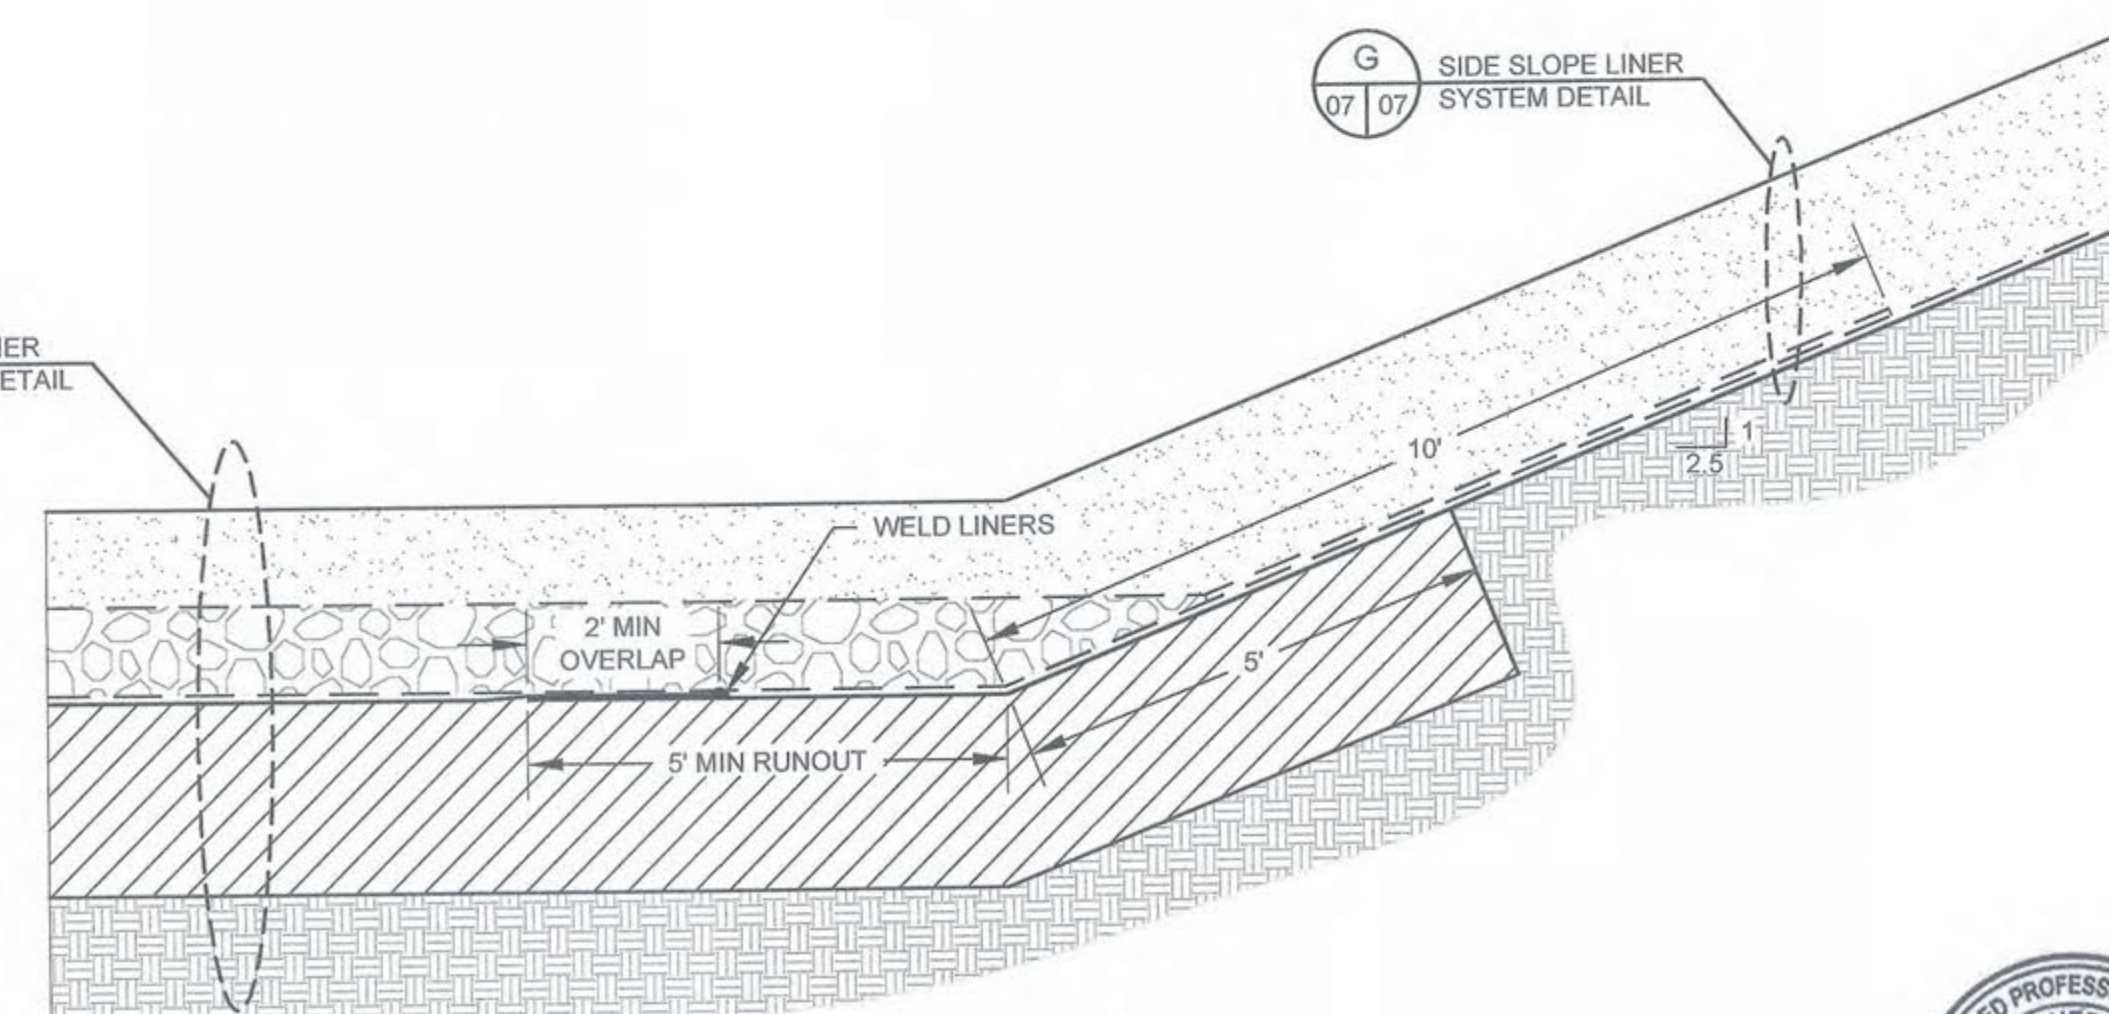 G
07 07
SIDE SLOPE LINER
SYSTEM DETAIL
ETAIL
10'
1
2.5
WELD LINERS
2' MIN
OVERLAP
5'
5' MIN RUNOUT
ED PROFESS